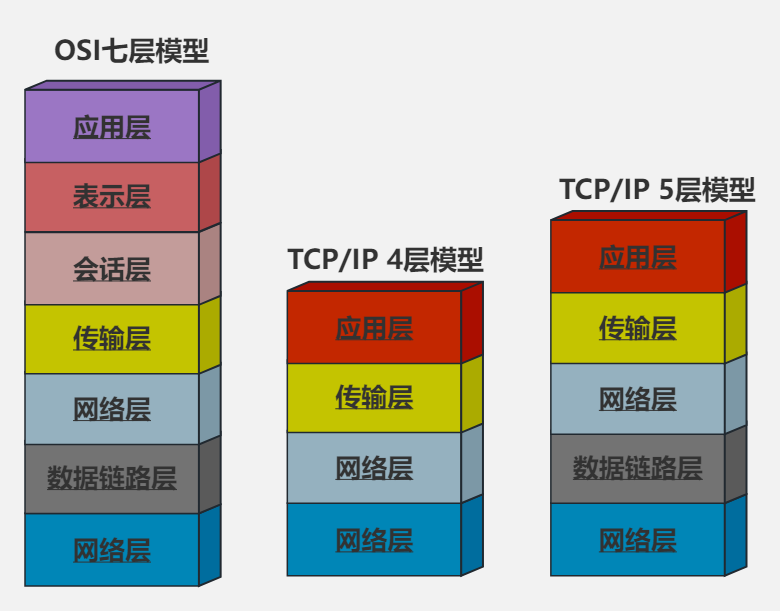 OSI七层模型
应用层
表示层
会话层
传输层
网络层
数据链路层
网络层
TCP/IP 4层模型
应用层
传输层
网络层
网络层
TCP/IP 5层模型
应用层
传输层
网络层
数据链路层
网络层